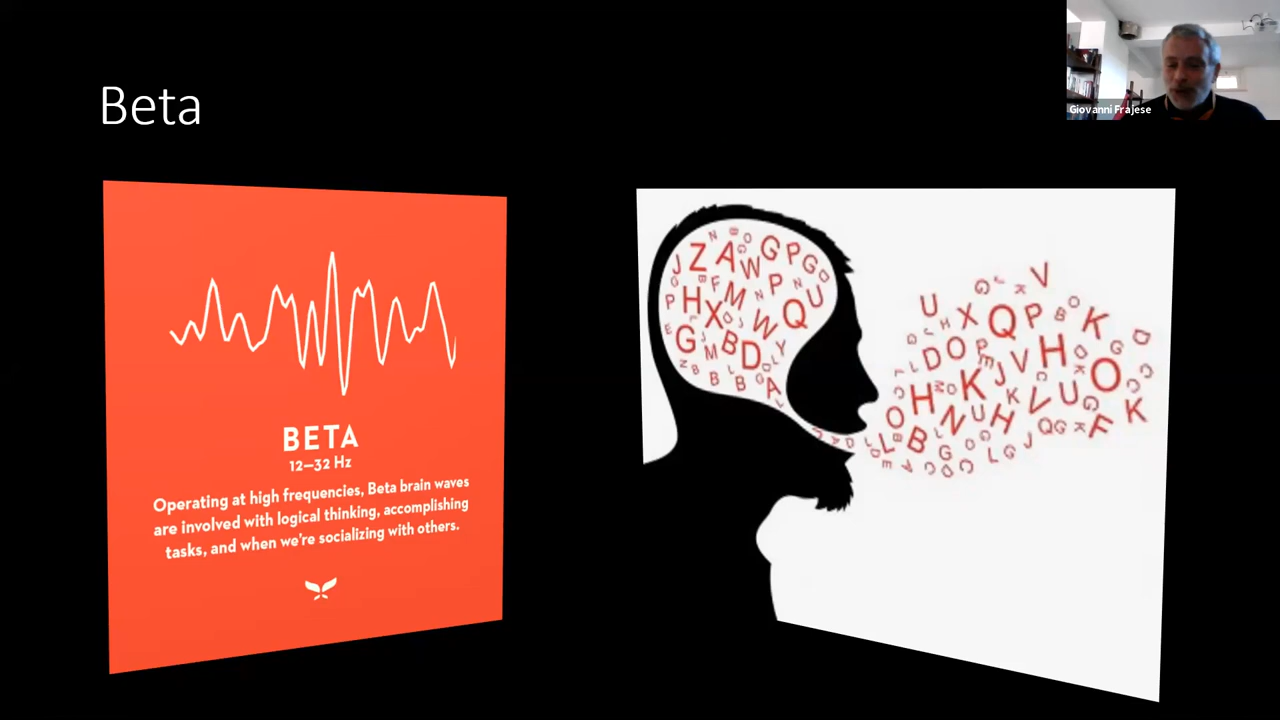 Beta
Giovanni Frajese
BETA
12–32 Hz
Operating at high frequencies, Beta brain waves
are involved with logical thinking, accomplishing
tasks, and when we're socializing with others.